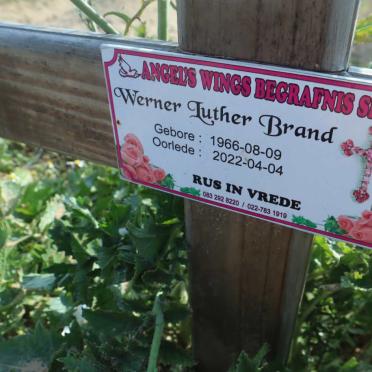 ANGEL'S WINGS BEGRAFNIS
Werner Luther Brand
Gebore : 1966-08-09
Oorlede : 2022-04-04
RUS IN VREDE
083 292 8220 / 022-783 1919